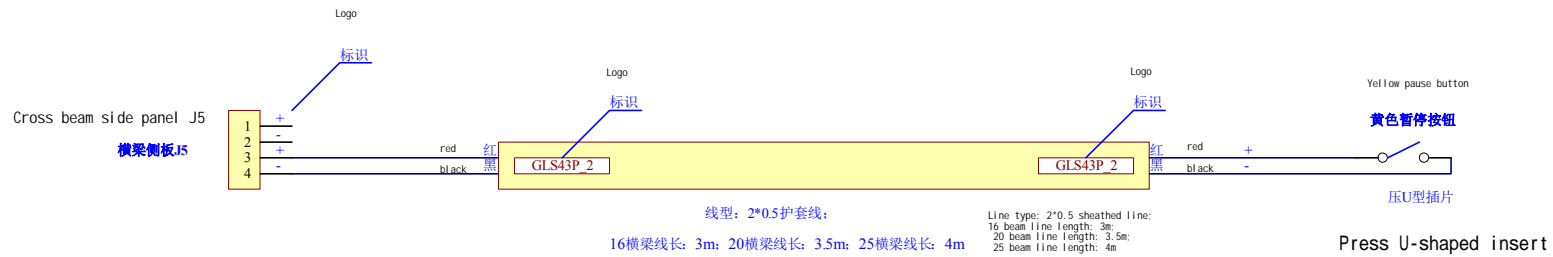 Logo
标识
Logo
Logo
标识
标识
Yellow pause button
黄色暂停按钮
Cross beam side panel J5
横梁侧板J5
1 +
2 -
3 +
4 -
red 红
black 黑
GLS43P_2
GLS43P_2
红 red +
黑 black -
压U型插片
Press U-shaped insert
线型：2*0.5护套线；
16横梁线长：3m；20横梁线长：3.5m；25横梁线长：4m
Line type: 2*0.5 sheathed line;
16 beam line length: 3m;
20 beam line length: 3.5m;
25 beam line length: 4m